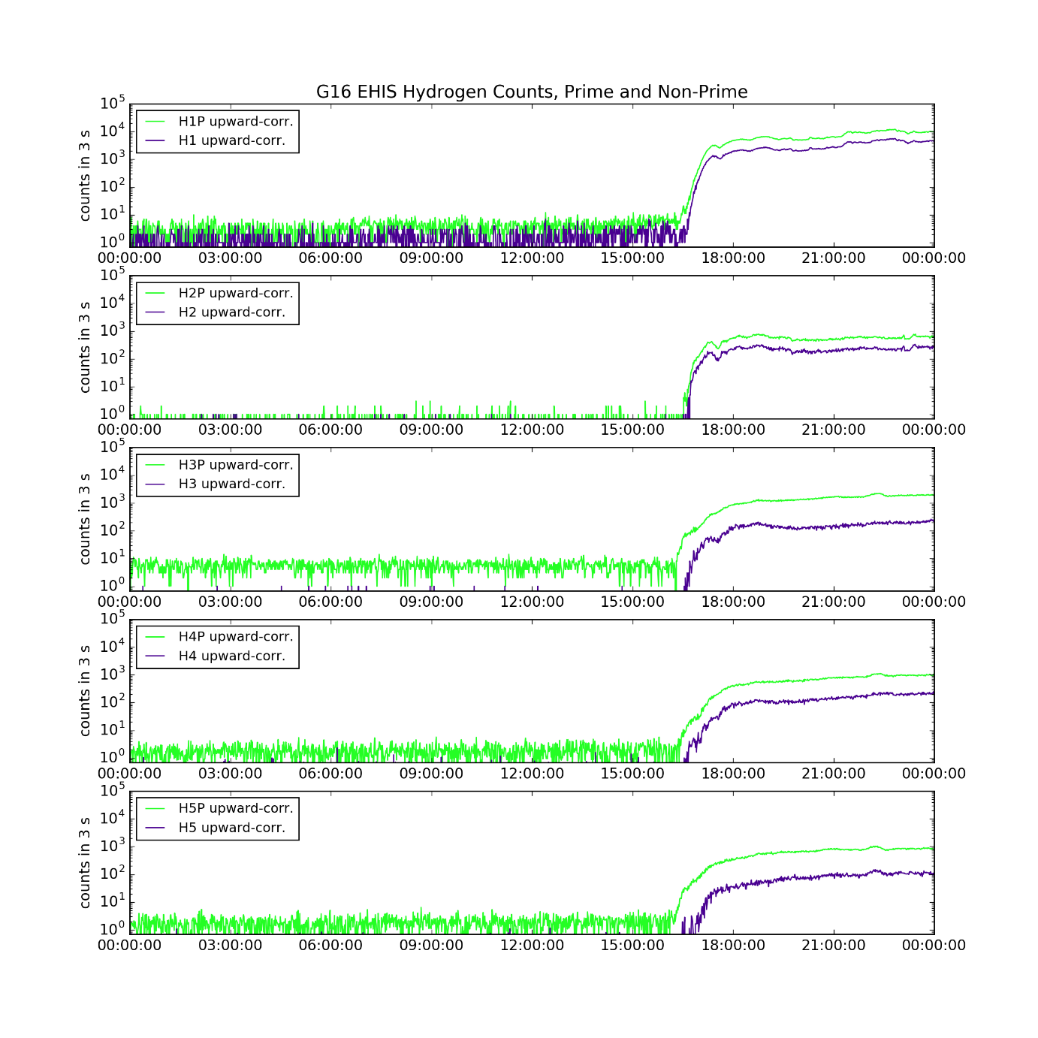 G16 EHIS Hydrogen Counts, Prime and Non-Prime
10^5
10^4
10^3
10^2
10^1
10^0
counts in 3 s
H1P upward-corr.
H1 upward-corr.
00:00:00 03:00:00 06:00:00 09:00:00 12:00:00 15:00:00 18:00:00 21:00:00 00:00:00
10^5
10^4
10^3
10^2
10^1
10^0
counts in 3 s
H2P upward-corr.
H2 upward-corr.
00:00:00 03:00:00 06:00:00 09:00:00 12:00:00 15:00:00 18:00:00 21:00:00 00:00:00
10^5
10^4
10^3
10^2
10^1
10^0
counts in 3 s
H3P upward-corr.
H3 upward-corr.
00:00:00 03:00:00 06:00:00 09:00:00 12:00:00 15:00:00 18:00:00 21:00:00 00:00:00
10^5
10^4
10^3
10^2
10^1
10^0
counts in 3 s
H4P upward-corr.
H4 upward-corr.
00:00:00 03:00:00 06:00:00 09:00:00 12:00:00 15:00:00 18:00:00 21:00:00 00:00:00
10^5
10^4
10^3
10^2
10^1
10^0
counts in 3 s
H5P upward-corr.
H5 upward-corr.
00:00:00 03:00:00 06:00:00 09:00:00 12:00:00 15:00:00 18:00:00 21:00:00 00:00:00